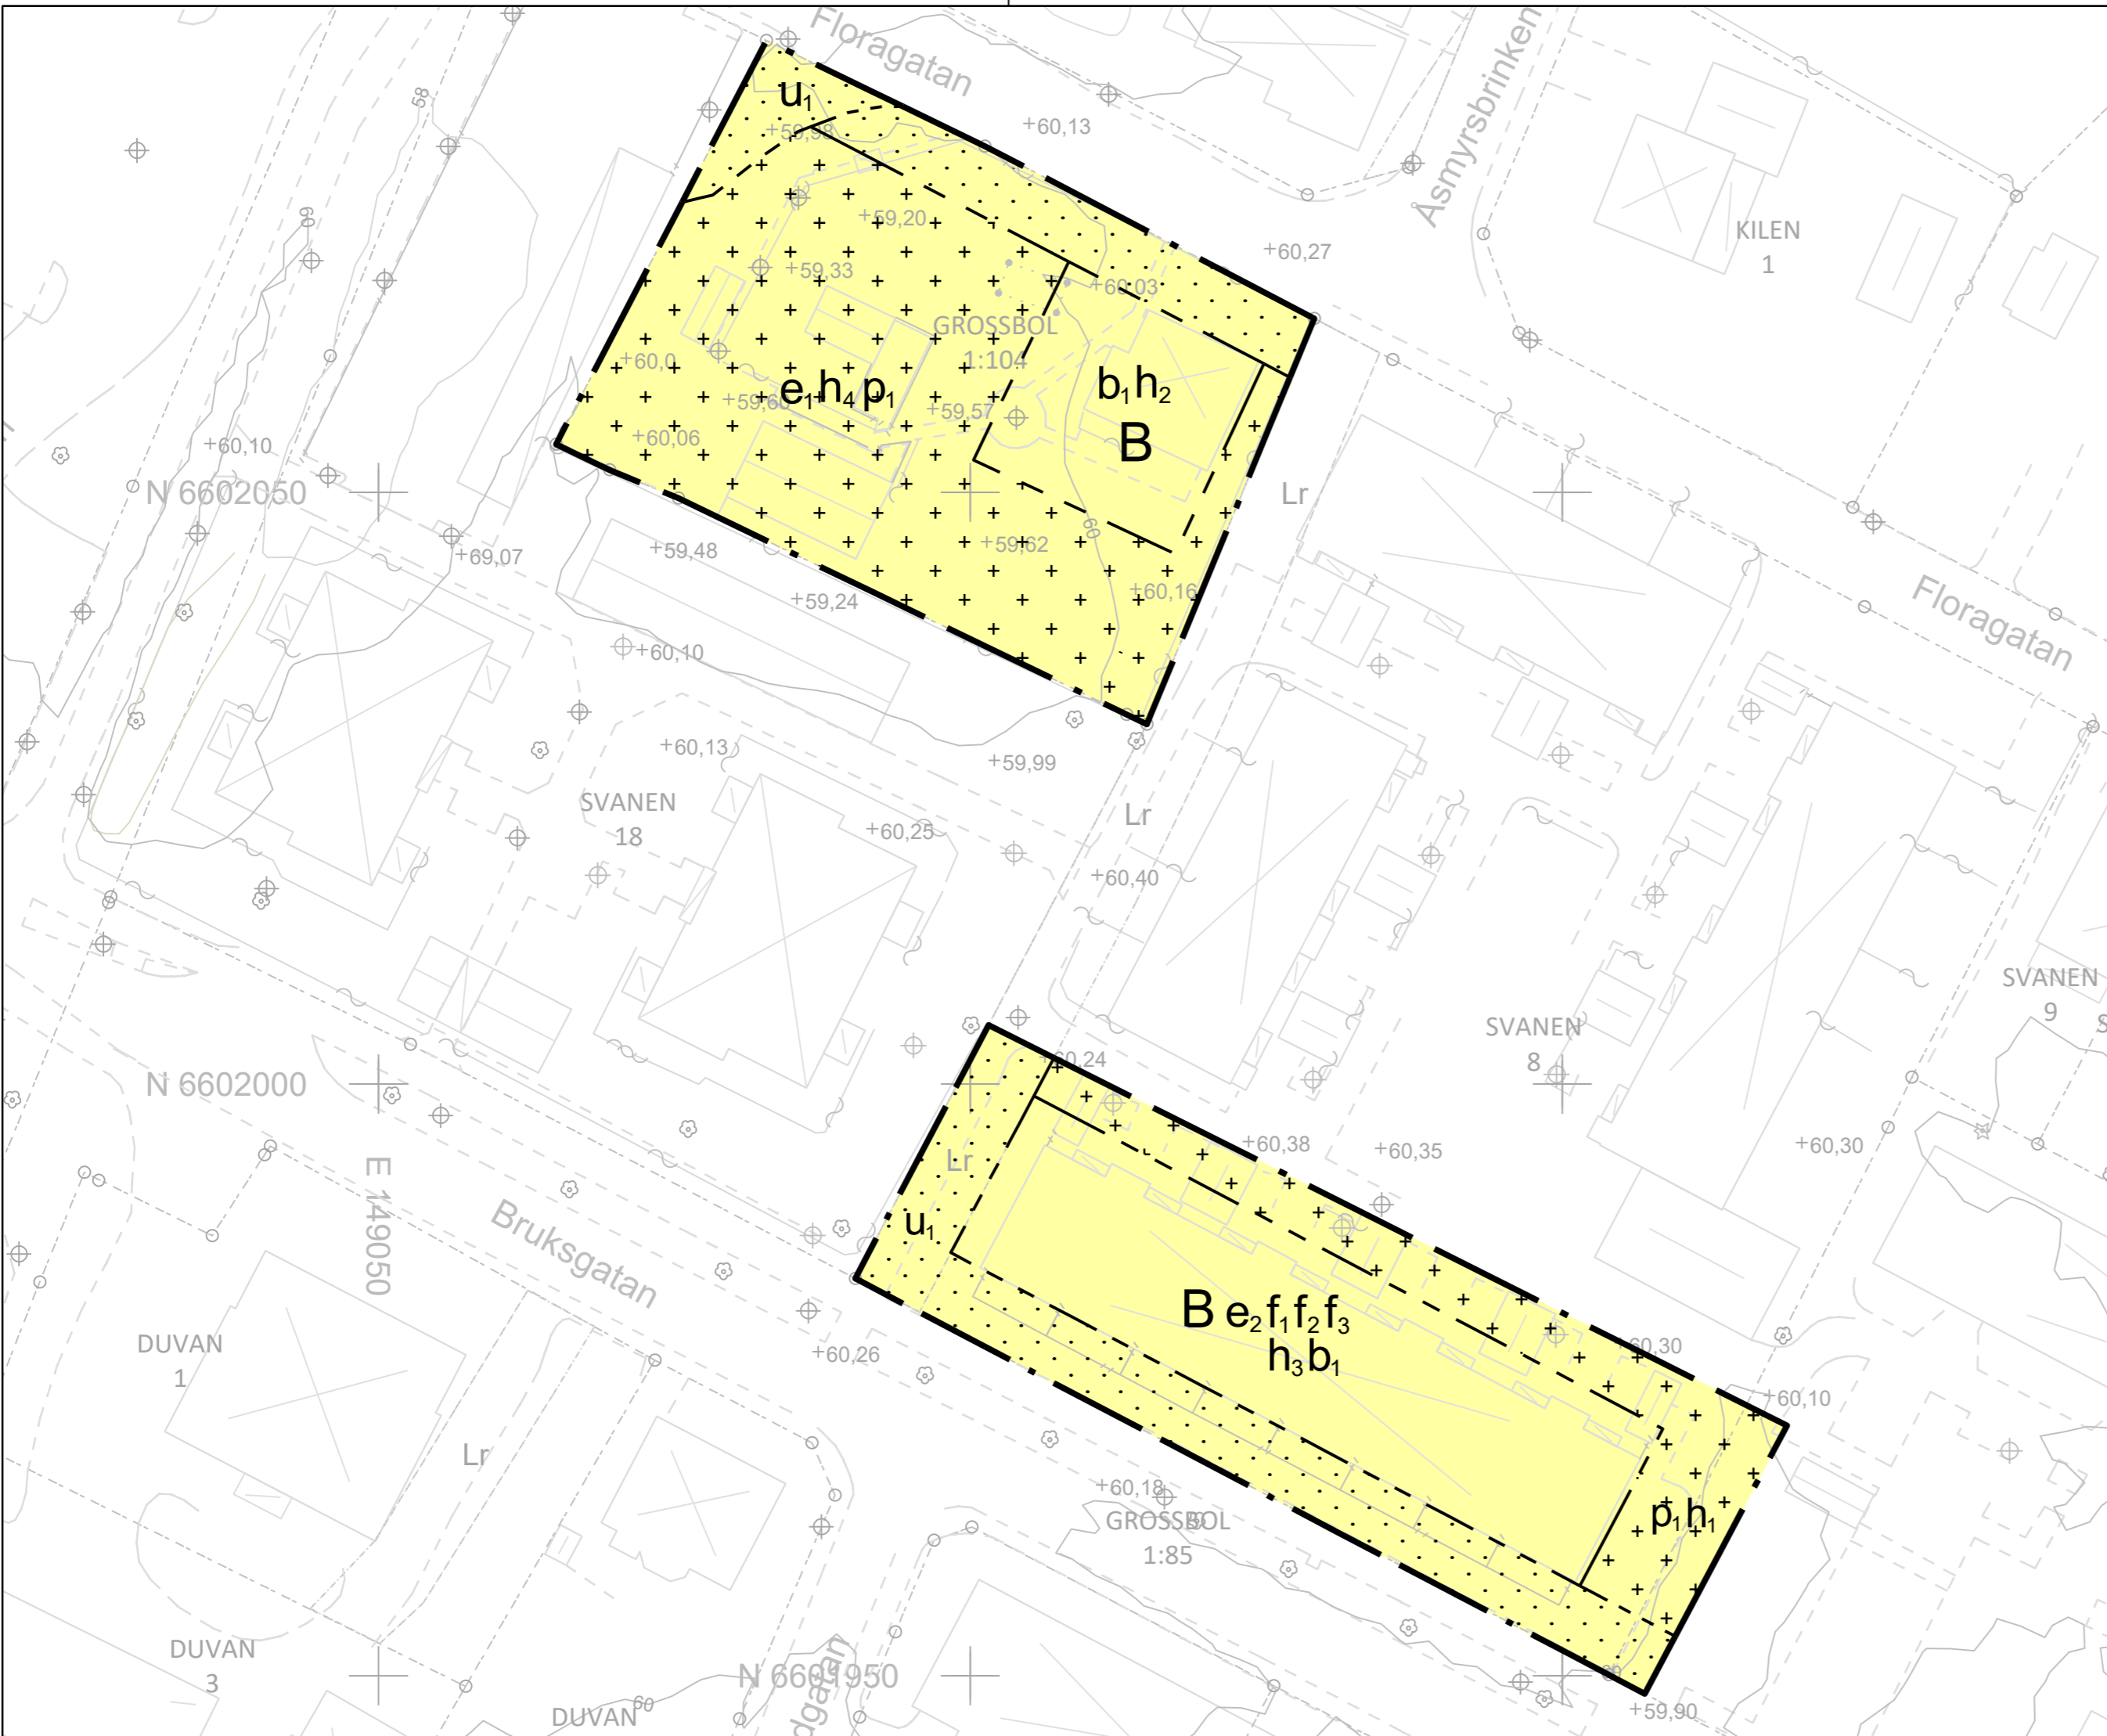 Floragatan
Åsmyrsbrinken
58
u₁
+59,98
+60,13
60
+59,20
+60,27
KILEN
1
+59,33
+60,03
GROSSBOL
1:104
+60,0
e₁h₄p₁
b₁h₂
B
+59,60
+59,57
+60,06
+60,10
N 6602050
Lr
60
+69,07
+59,48
+59,62
+59,24
+60,16
Floragatan
+60,10
+60,13
+59,99
SVANEN
18
+60,25
Lr
+60,40
SVANEN
9
SVANEN
8
+60,24
N 6602000
+60,38
+60,35
+60,30
Lr
E 149050
u₁
Bruksgatan
B e₂f₁f₂f₃
h₃b₁
DUVAN
1
+60,26
+60,30
+60,10
Lr
+60,18
GROSSBOL
1:85
p₁h₁
DUVAN
3
N 6601950
DUVAN
60
dgatan
+59,90